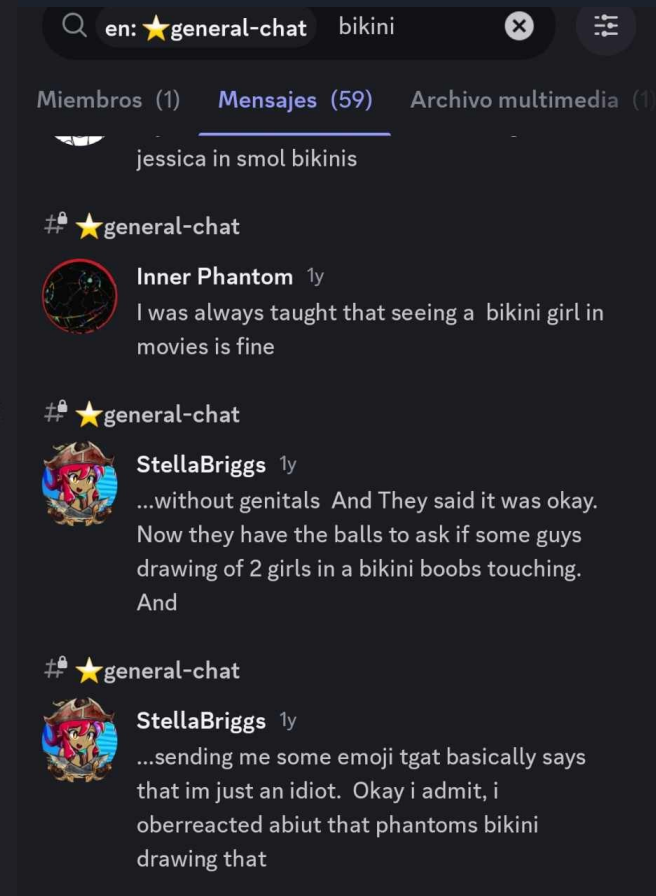 en: ⭐general-chat bikini
Miembros (1) Mensajes (59) Archivo multimedia (1)
jessica in smol bikinis
⭐general-chat
Inner Phantom 1y
I was always taught that seeing a bikini girl in
movies is fine
⭐general-chat
StellaBriggs 1y
...without genitals And They said it was okay.
Now they have the balls to ask if some guys
drawing of 2 girls in a bikini boobs touching.
And
⭐general-chat
StellaBriggs 1y
...sending me some emoji tgat basically says
that im just an idiot. Okay i admit, i
oberreacted abiut that phantoms bikini
drawing that